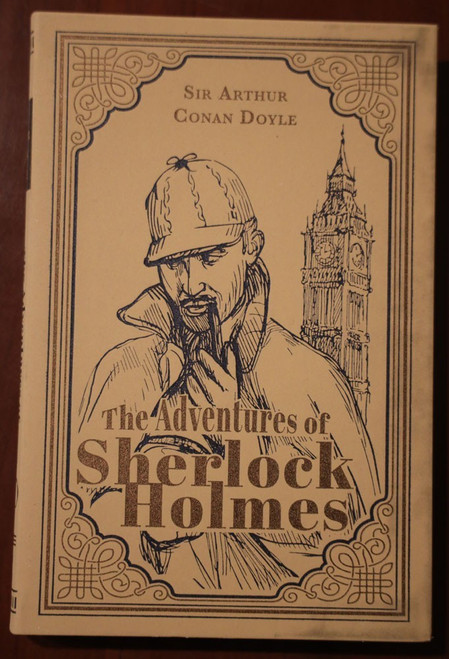 Sir Arthur
Conan Doyle
The Adventures of
Sherlock
Holmes